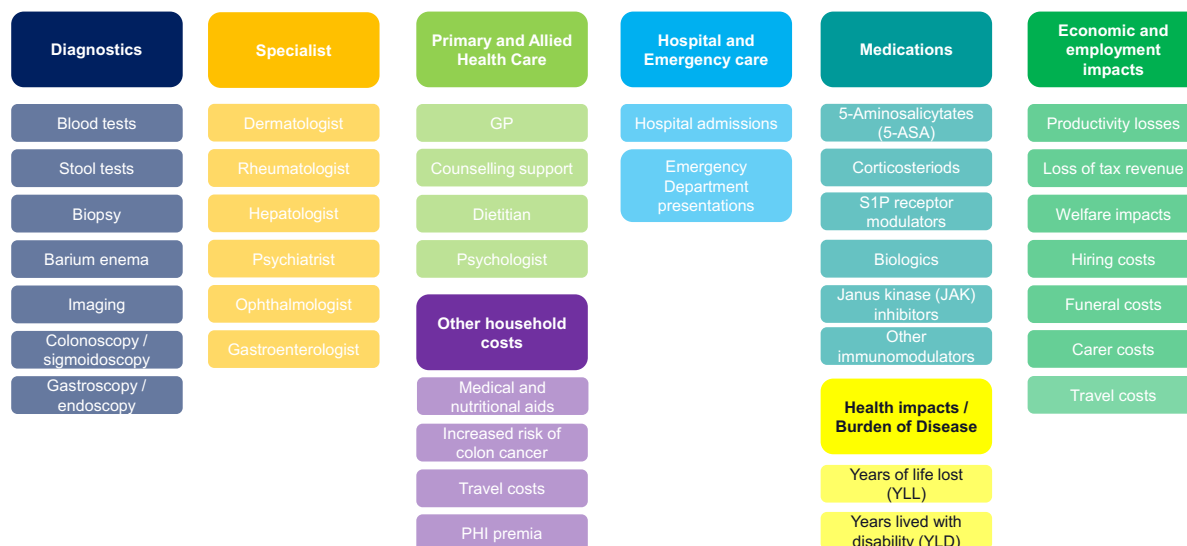 Diagnostics
Blood tests
Stool tests
Biopsy
Barium enema
Imaging
Colonoscopy /
sigmoidoscopy
Gastroscopy /
endoscopy
Specialist
Dermatologist
Rheumatologist
Hepatologist
Psychiatrist
Ophthalmologist
Gastroenterologist
Primary and Allied
Health Care
GP
Counselling support
Dietitian
Psychologist
Other household
costs
Medical and
nutritional aids
Increased risk of
colon cancer
Travel costs
PHI premia
Hospital and
Emergency care
Hospital admissions
Emergency
Department
presentations
Medications
5-Aminosalicytates
(5-ASA)
Corticosteriods
S1P receptor
modulators
Biologics
Janus kinase (JAK)
inhibitors
Other
immunomodulators
Health impacts /
Burden of Disease
Years of life lost
(YLL)
Years lived with
disability (YLD)
Economic and
employment
impacts
Productivity losses
Loss of tax revenue
Welfare impacts
Hiring costs
Funeral costs
Carer costs
Travel costs